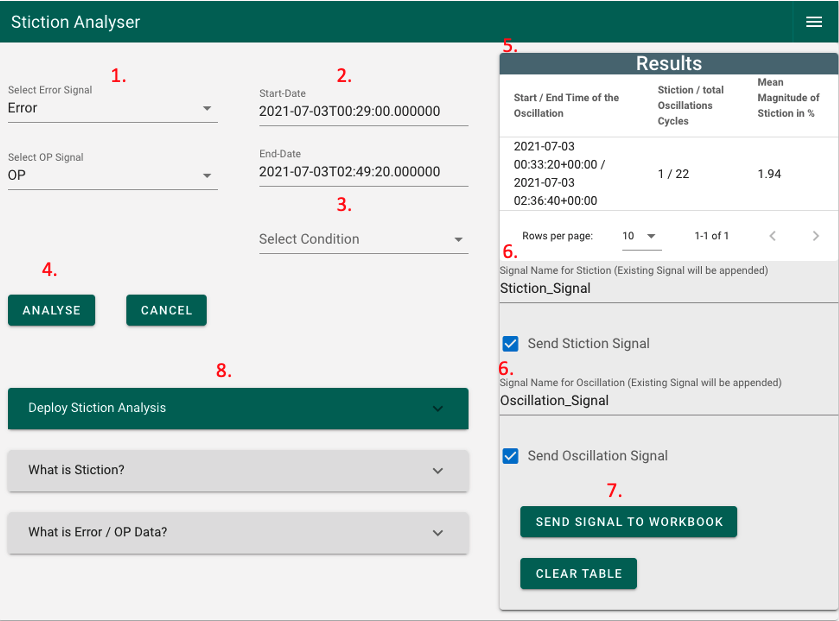 Stiction Analyser
1.
Select Error Signal
Error
Select OP Signal
OP
2.
Start-Date
2021-07-03T00:29:00.000000
End-Date
2021-07-03T02:49:20.000000
3.
Select Condition
4.
ANALYSE
CANCEL
8.
Deploy Stiction Analysis
What is Stiction?
What is Error / OP Data?
5.
Results
Start / End Time of the
Oscillation
Stiction / total
Oscillations
Cycles
Mean
Magnitude of
Stiction in %
2021-07-03
00:33:20+00:00 /
2021-07-03
02:36:40+00:00
1 / 22
1.94
Rows per page:
10
1-1 of 1
6.
Signal Name for Stiction (Existing Signal will be appended)
Stiction_Signal
Send Stiction Signal
6.
Signal Name for Oscillation (Existing Signal will be appended)
Oscillation_Signal
Send Oscillation Signal
7.
SEND SIGNAL TO WORKBOOK
CLEAR TABLE